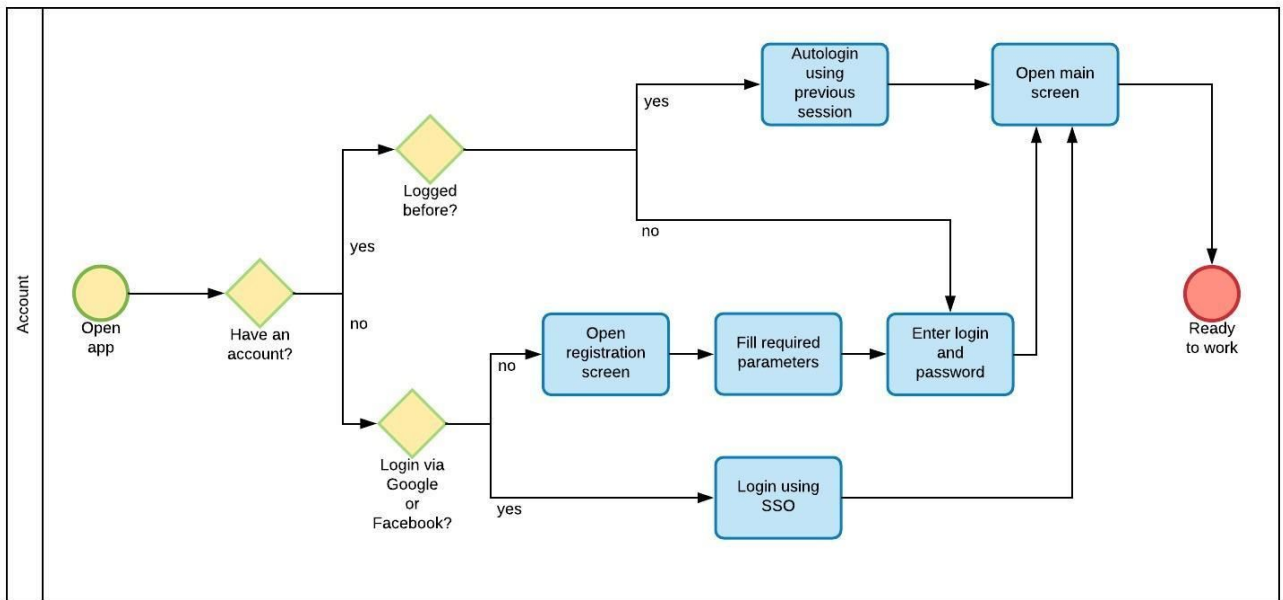 Account
Open
app
Have an
account?
yes
no
Logged
before?
yes
no
Autologin
using
previous
session
Open main
screen
Login via
Google
or
Facebook?
no
yes
Open
registration
screen
Fill required
parameters
Enter login
and
password
Login using
SSO
Ready
to work